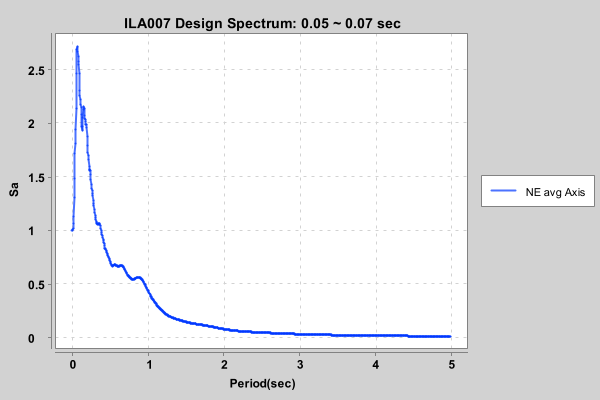 ILA007 Design Spectrum: 0.05 ~ 0.07 sec
2.5
2
1.5
1
0.5
0
Sa
0 1 2 3 4 5
Period(sec)
NE avg Axis